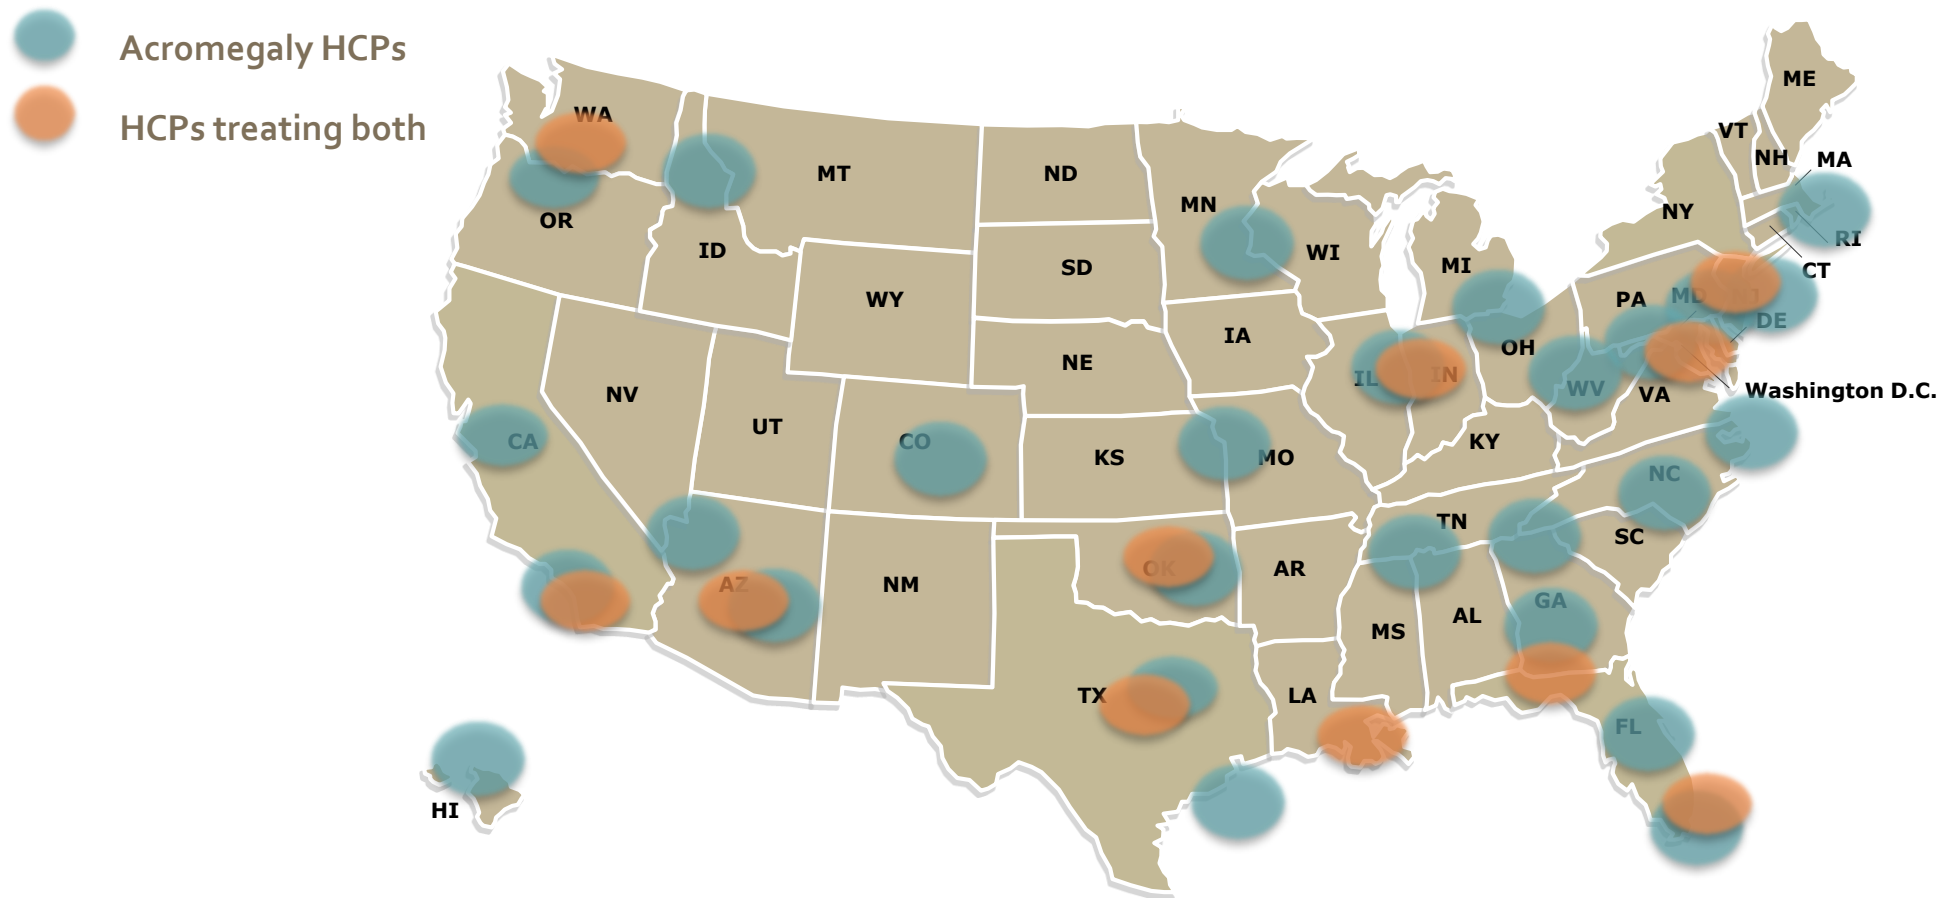 Acromegaly HCPs
HCPs treating both
WA
OR
ID
MT
ND
MN
WI
MI
NY
VT
NH
ME
MA
RI
CT
SD
WY
NE
IA
IL
IN
OH
PA
MD
NJ
DE
WV
VA
Washington D.C.
CA
NV
UT
CO
KS
MO
KY
TN
NC
SC
AZ
NM
OK
AR
MS
AL
GA
TX
LA
FL
HI